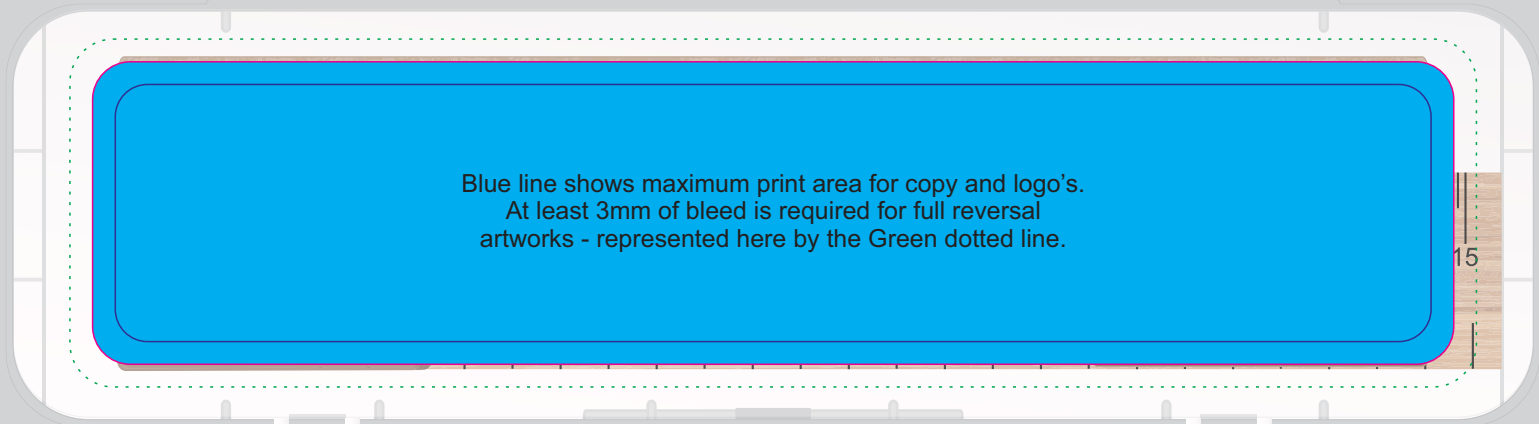 Blue line shows maximum print area for copy and logo’s.
At least 3mm of bleed is required for full reversal
artworks - represented here by the Green dotted line.
15